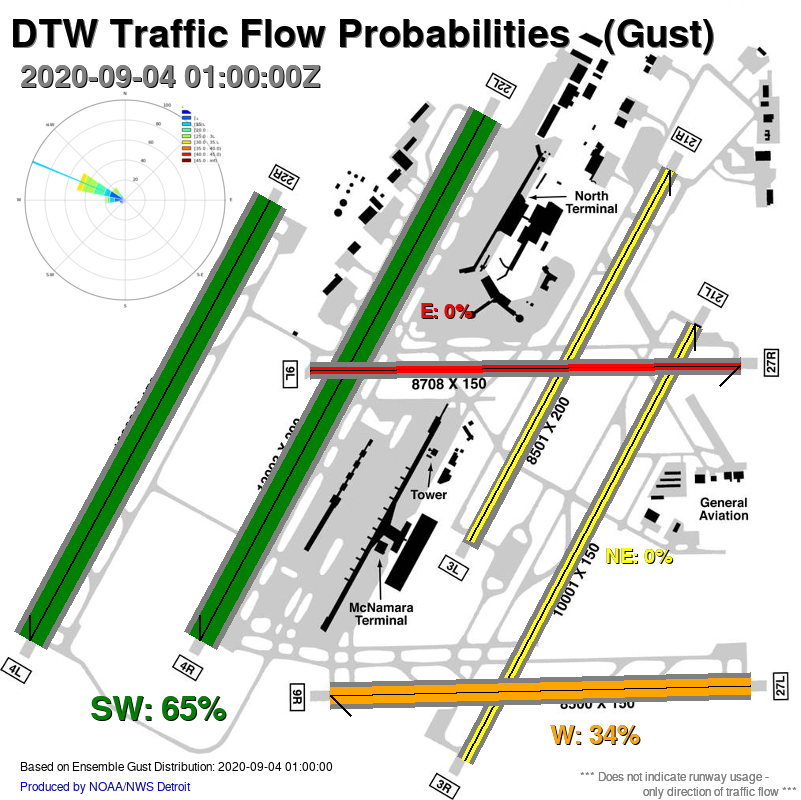 DTW Traffic Flow Probabilities - (Gust)
2020-09-04 01:00:00Z
22L
21R
22R
North
Terminal
21L
E: 0%
9L
27R
8708 X 150
8501 X 200
Tower
General
Aviation
3L
NE: 0%
10001 X 150
McNamara
Terminal
4L
4R
9R
27L
SW: 65%
8500 X 150
W: 34%
3R
Based on Ensemble Gust Distribution: 2020-09-04 01:00:00
Produced by NOAA/NWS Detroit
*** Does not indicate runway usage -
only direction of traffic flow ***